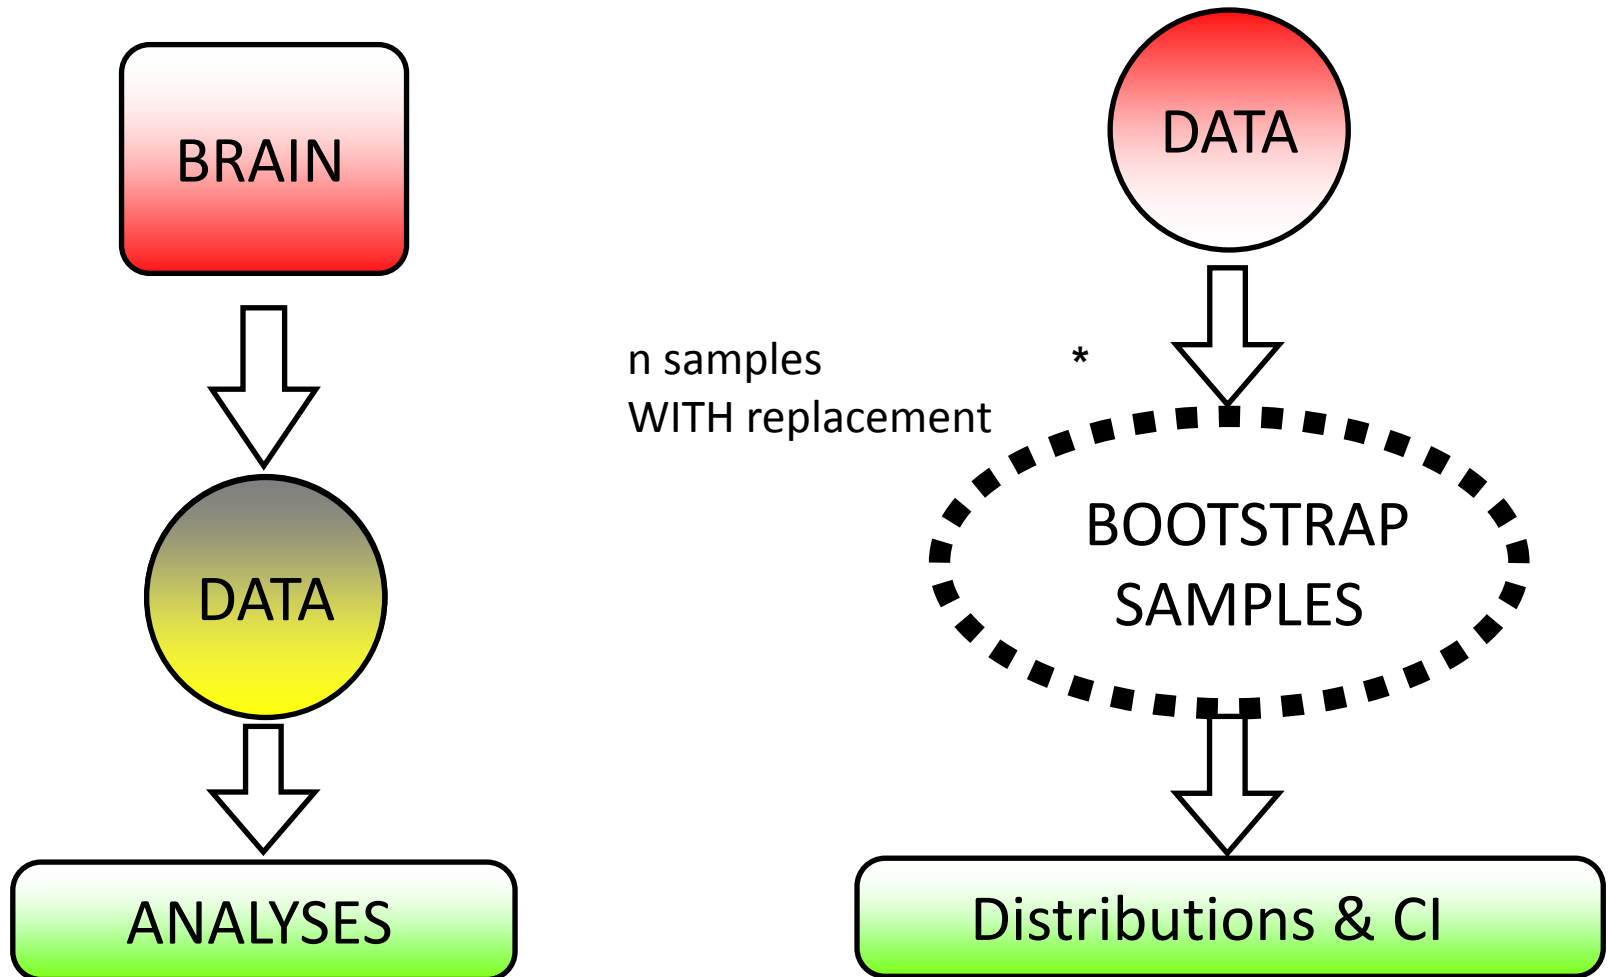 BRAIN
DATA
ANALYSES
DATA
n samples *
WITH replacement
BOOTSTRAP
SAMPLES
Distributions & CI